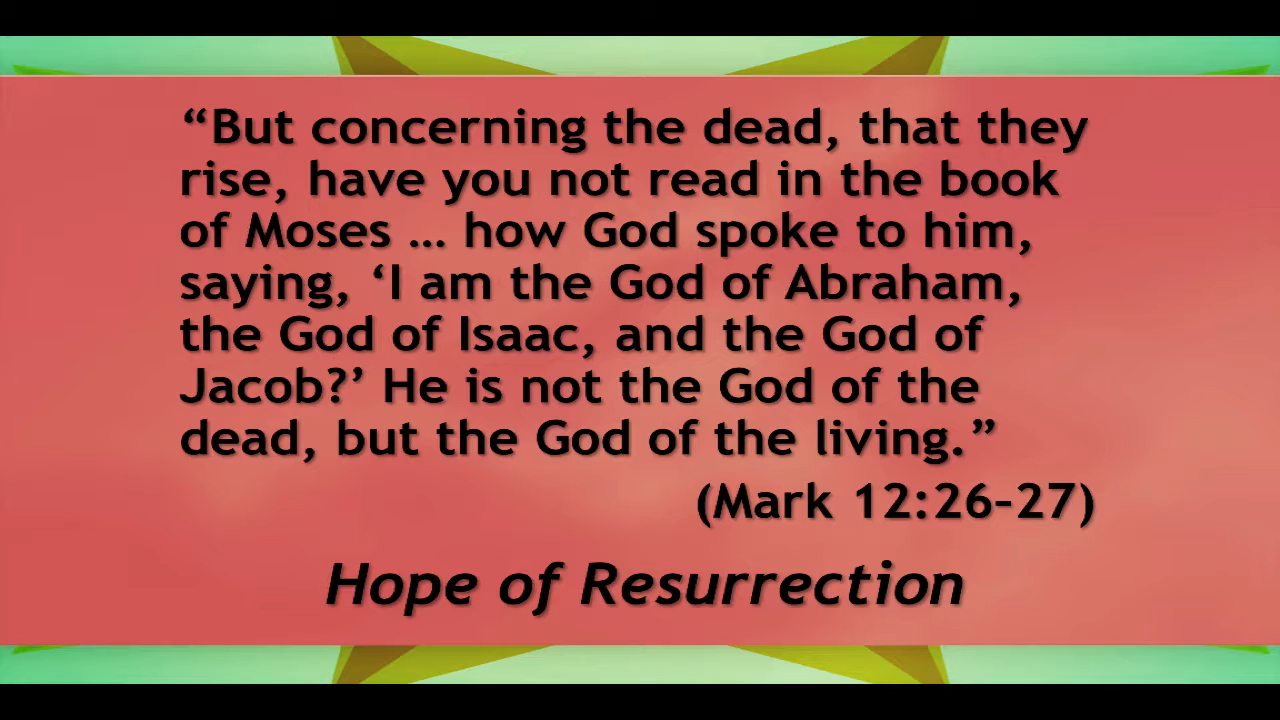 “But concerning the dead, that they
rise, have you not read in the book
of Moses … how God spoke to him,
saying, ‘I am the God of Abraham,
the God of Isaac, and the God of
Jacob?’ He is not the God of the
dead, but the God of the living.”
(Mark 12:26–27)
Hope of Resurrection